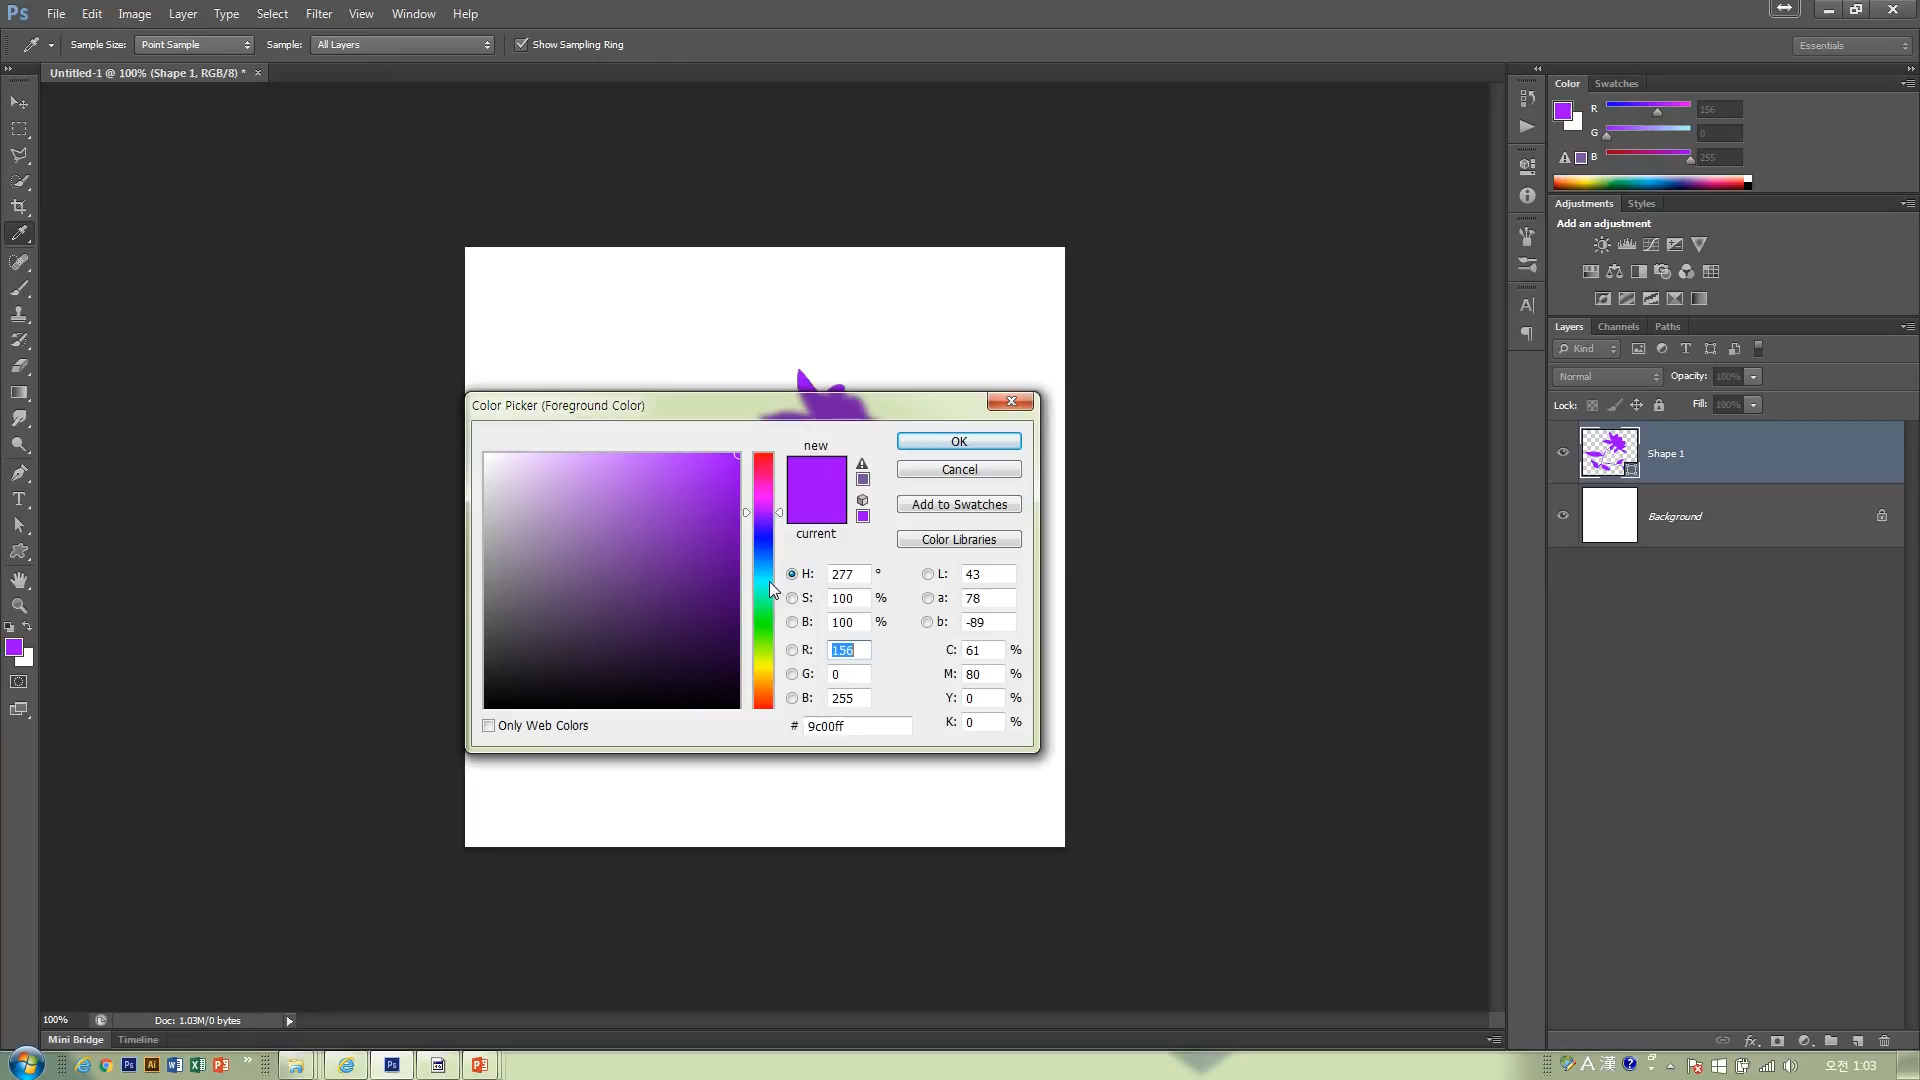 Ps File Edit Image Layer Type Select Filter View Window Help
Sample Size: Point Sample Sample: All Layers Show Sampling Ring Essentials
Untitled-1 @ 100% (Shape 1, RGB/8) * ×
Color Swatches
R 156
G 0
B 255
Adjustments Styles
Add an adjustment
Layers Channels Paths
Kind
Normal Opacity: 100%
Lock: Fill: 100%
Shape 1
Background
Color Picker (Foreground Color)
new
current
OK
Cancel
Add to Swatches
Color Libraries
H: 277 ° L: 43
S: 100 % a: 78
B: 100 % b: -89
R: 156 C: 61 %
G: 0 M: 80 %
B: 255 Y: 0 %
# 9c00ff K: 0 %
Only Web Colors
100% Doc: 1.03M/0 bytes
Mini Bridge Timeline
A 漢 오전 1:03